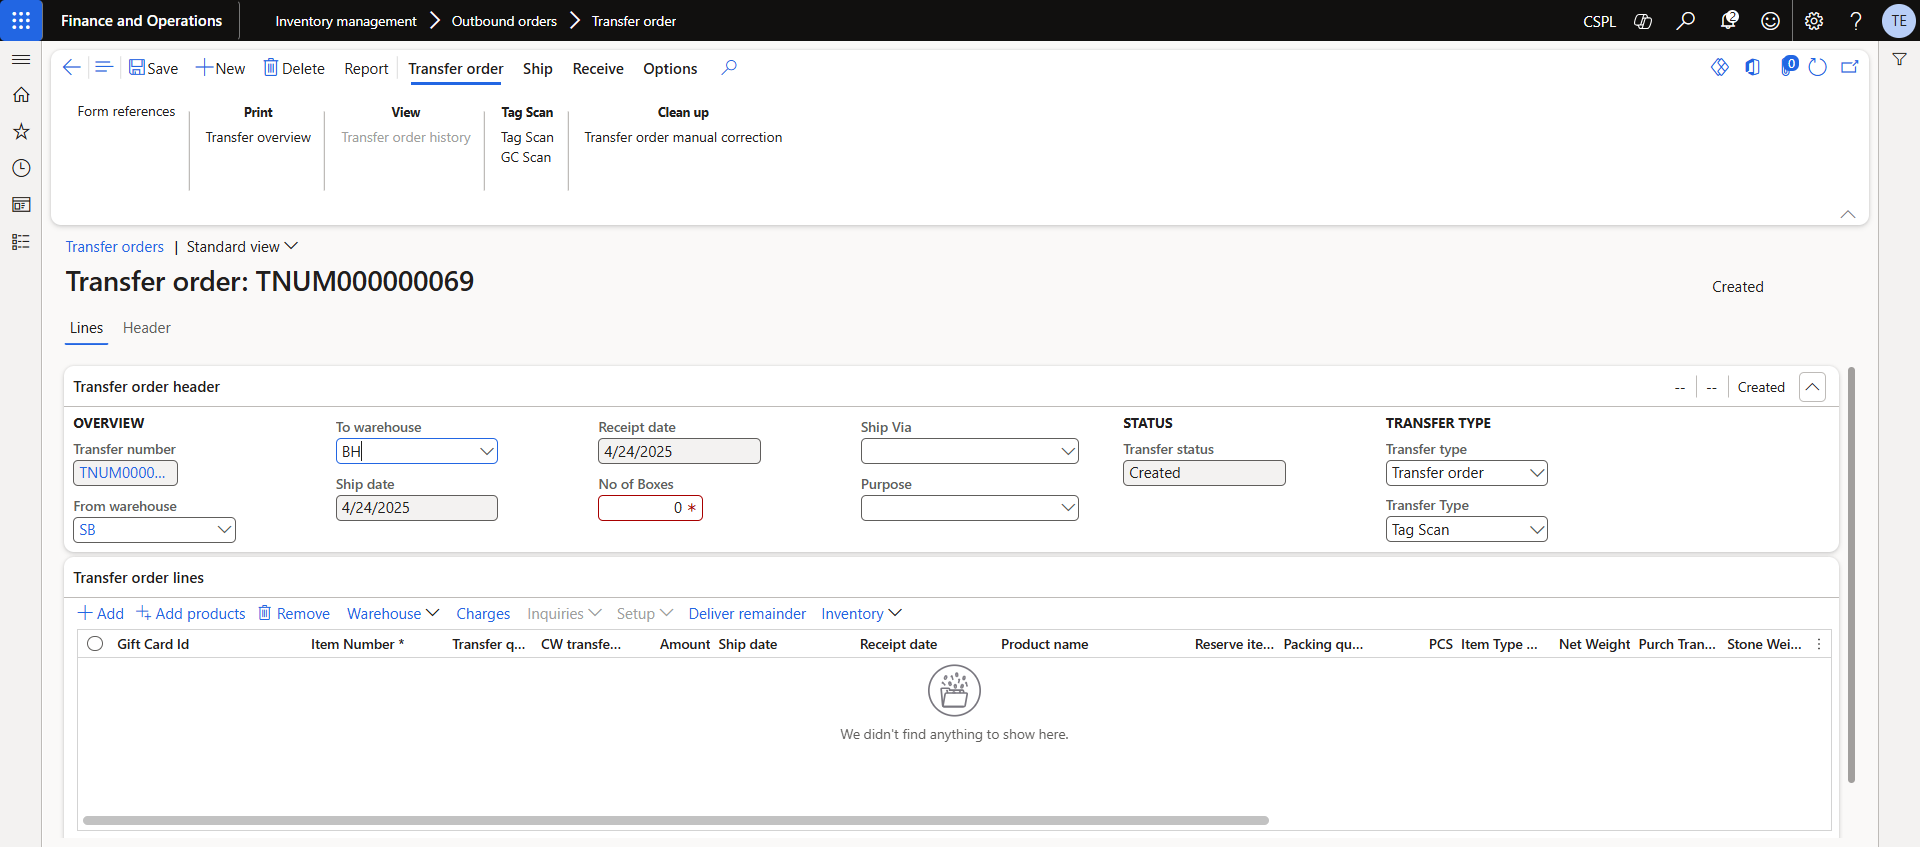 Finance and Operations
Inventory management > Outbound orders > Transfer order
CSPL
2
?
TE
Save
New
Delete
Report
Transfer order
Ship
Receive
Options
0
Form references
Print
Transfer overview
View
Transfer order history
Tag Scan
Tag Scan
GC Scan
Clean up
Transfer order manual correction
Transfer orders | Standard view
Transfer order: TNUM000000069
Created
Lines
Header
Transfer order header
-- | -- | Created
OVERVIEW
Transfer number
TNUM0000...
From warehouse
SB
To warehouse
BH
Ship date
4/24/2025
Receipt date
4/24/2025
No of Boxes
0 *
Ship Via
Purpose
STATUS
Transfer status
Created
TRANSFER TYPE
Transfer type
Transfer order
Transfer Type
Tag Scan
Transfer order lines
+ Add
Add products
Remove
Warehouse
Charges
Inquiries
Setup
Deliver remainder
Inventory
Gift Card Id Item Number * Transfer q... CW transfe... Amount Ship date Receipt date Product name Reserve ite... Packing qu... PCS Item Type ... Net Weight Purch Tran... Stone Wei...
We didn't find anything to show here.